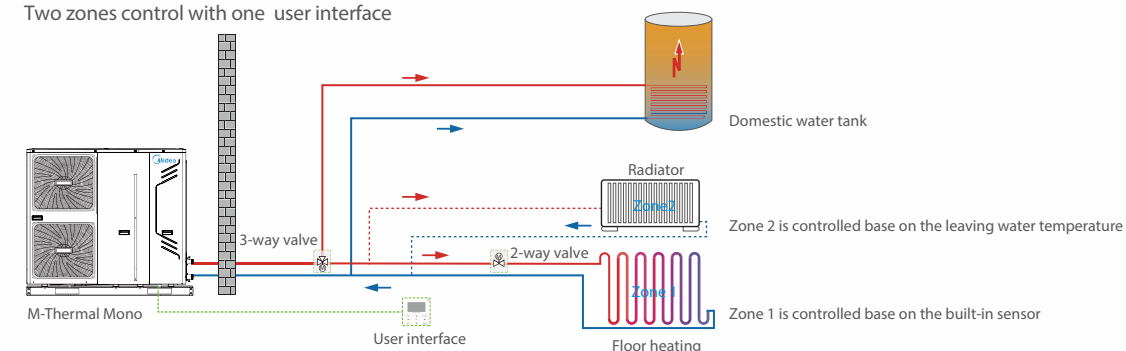 Two zones control with one user interface
Domestic water tank
Midea
Radiator
Zone2
Zone 2 is controlled base on the leaving water temperature
3-way valve
2-way valve
Zone 1
M-Thermal Mono
Zone 1 is controlled base on the built-in sensor
User interface
Floor heating